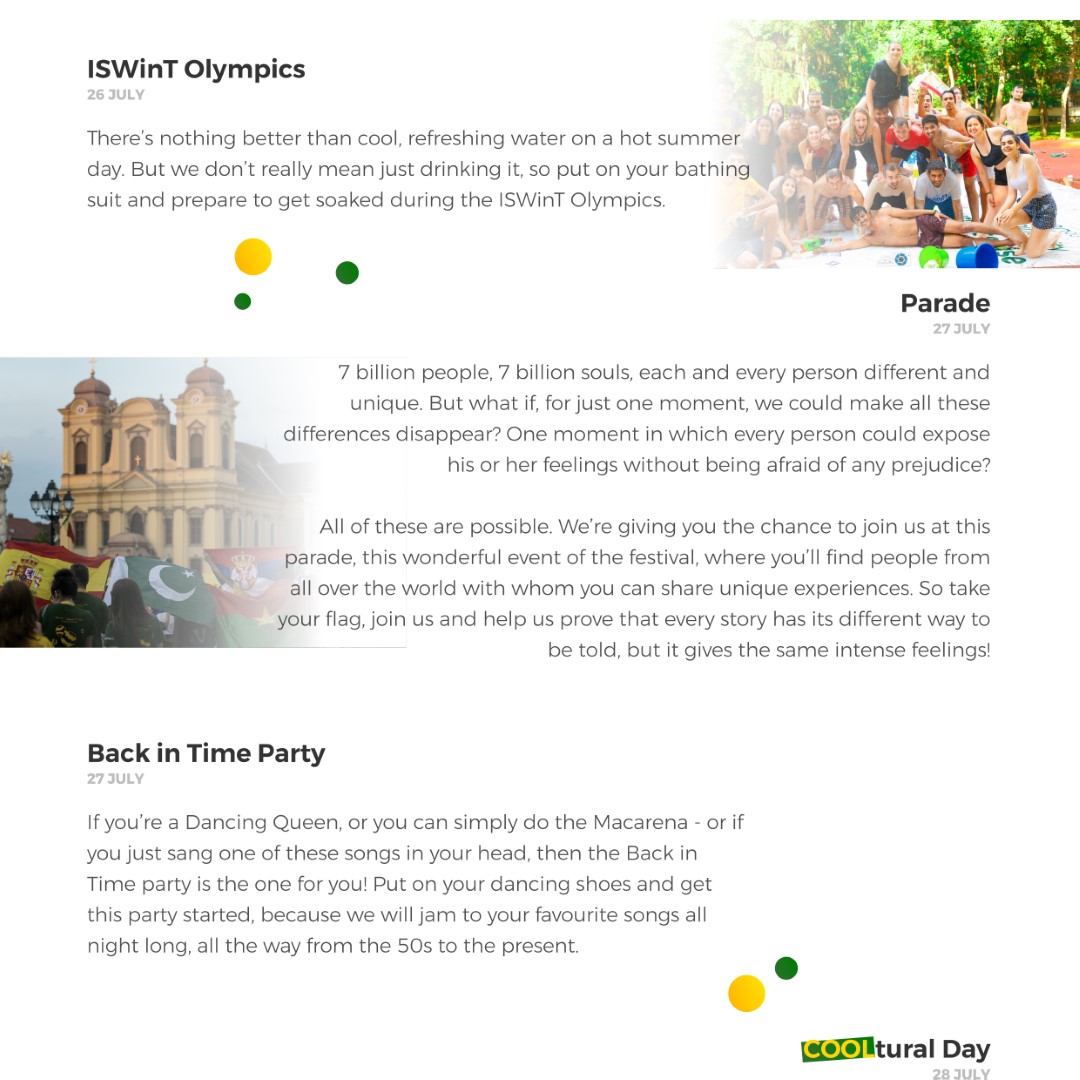 ISWinT Olympics
26 JULY
There's nothing better than cool, refreshing water on a hot summer
day. But we don't really mean just drinking it, so put on your bathing
suit and prepare to get soaked during the ISWinT Olympics.
Parade
27 JULY
7 billion people, 7 billion souls, each and every person different and
unique. But what if, for just one moment, we could make all these
differences disappear? One moment in which every person could expose
his or her feelings without being afraid of any prejudice?
All of these are possible. We're giving you the chance to join us at this
parade, this wonderful event of the festival, where you'll find people from
all over the world with whom you can share unique experiences. So take
your flag, join us and help us prove that every story has its different way to
be told, but it gives the same intense feelings!
Back in Time Party
27 JULY
If you're a Dancing Queen, or you can simply do the Macarena - or if
you just sang one of these songs in your head, then the Back in
Time party is the one for you! Put on your dancing shoes and get
this party started, because we will jam to your favourite songs all
night long, all the way from the 50s to the present.
COOLtural Day
28 JULY